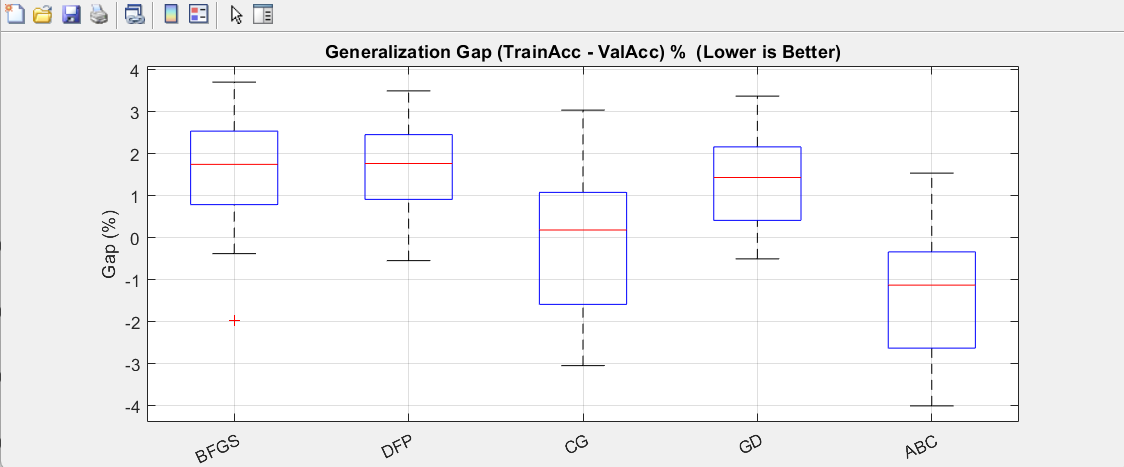 Generalization Gap (TrainAcc - ValAcc) %  (Lower is Better)
Gap (%)
4
3
2
1
0
-1
-2
-3
-4
BFGS
DFP
CG
GD
ABC